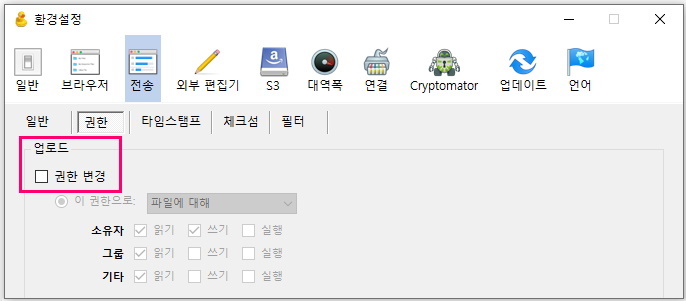 환경설정
일반 브라우저 전송 외부 편집기 S3 대역폭 연결 Cryptomator 업데이트 언어
일반 권한 타임스탬프 체크섬 필터
업로드
권한 변경
이 권한으로: 파일에 대해
소유자 읽기 쓰기 실행
그룹 읽기 쓰기 실행
기타 읽기 쓰기 실행